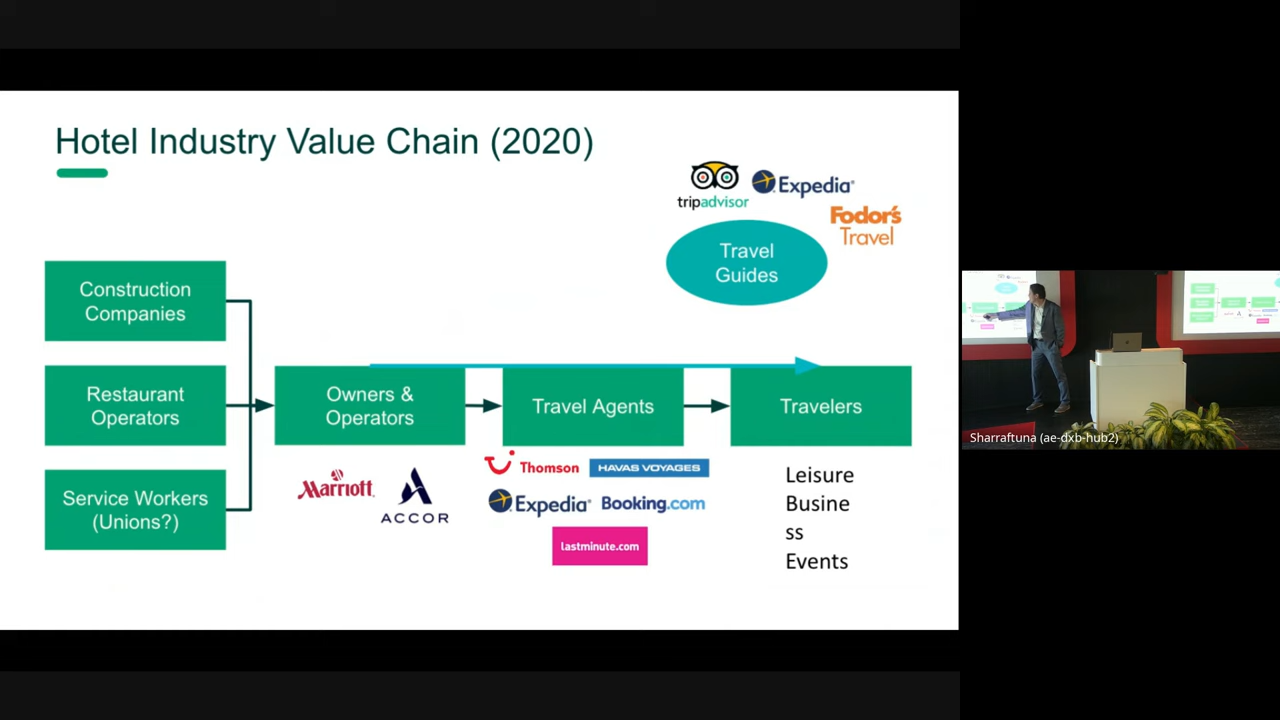 Hotel Industry Value Chain (2020)
tripadvisor
Expedia
Fodor's
Travel
Travel
Guides
Construction
Companies
Restaurant
Operators
Service Workers
(Unions?)
Owners &
Operators
Travel Agents
Travelers
Marriott
ACCOR
Thomson
HAVAS VOYAGES
Expedia
Booking.com
lastminute.com
Leisure
Busine
ss
Events
Sharraftuna (ae-dxb-hub2)